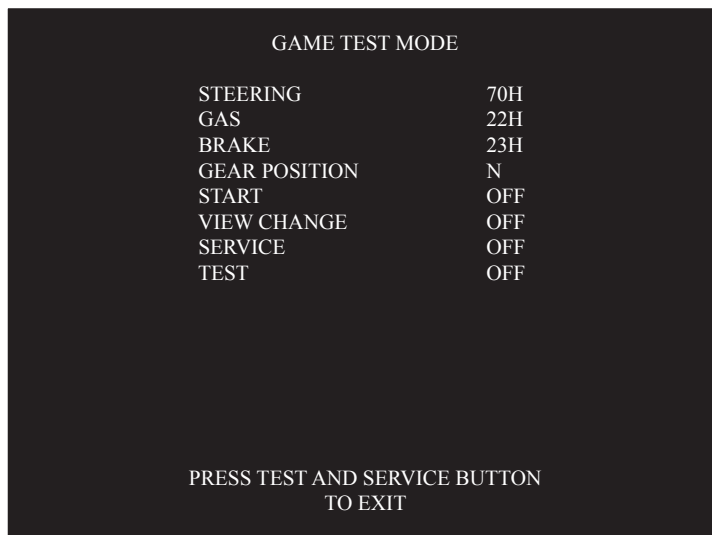 GAME TEST MODE
STEERING 70H
GAS 22H
BRAKE 23H
GEAR POSITION N
START OFF
VIEW CHANGE OFF
SERVICE OFF
TEST OFF
PRESS TEST AND SERVICE BUTTON
TO EXIT